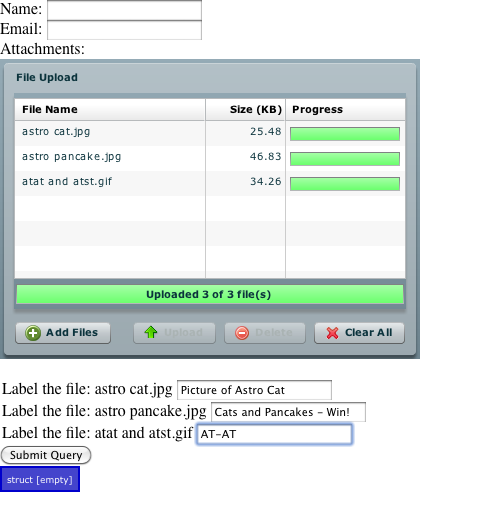 Name:
Email:
Attachments:
File Upload
File Name Size (KB) Progress
astro cat.jpg 25.48
astro pancake.jpg 46.83
atat and atst.gif 34.26
Uploaded 3 of 3 file(s)
Add Files Upload Delete Clear All
Label the file: astro cat.jpg Picture of Astro Cat
Label the file: astro pancake.jpg Cats and Pancakes - Win!
Label the file: atat and atst.gif AT-AT
Submit Query
struct [empty]